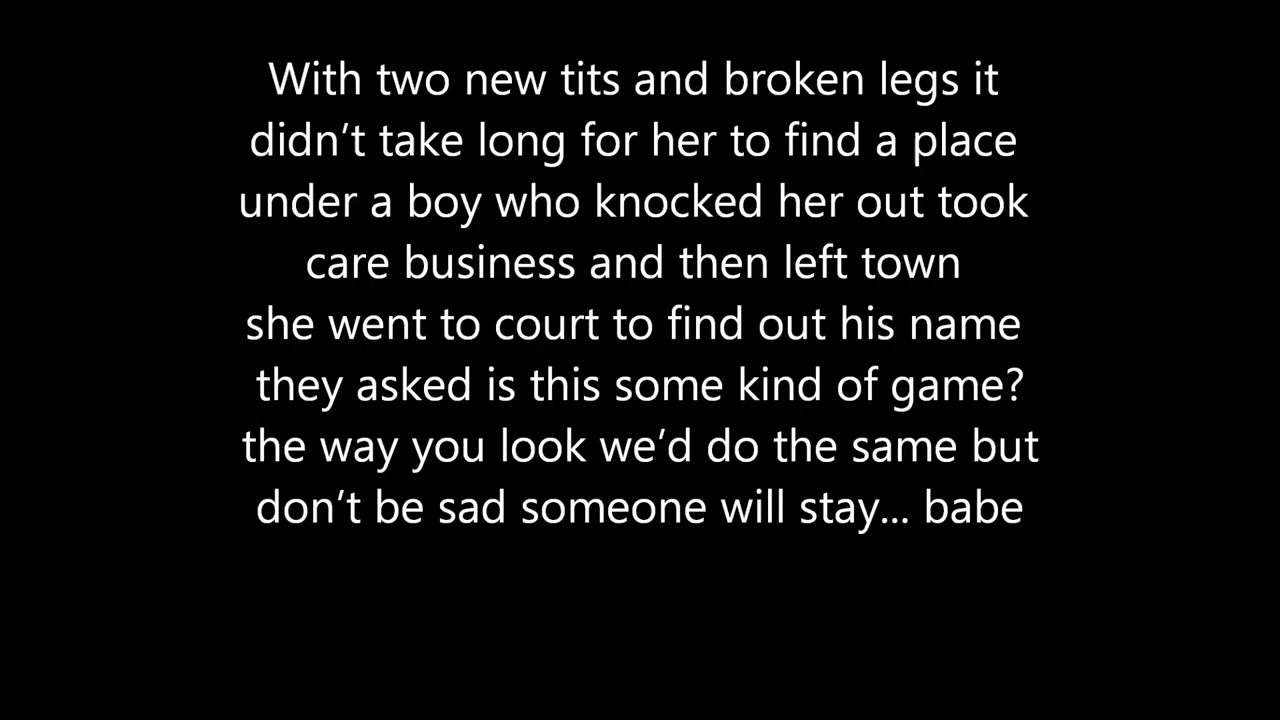 With two new tits and broken legs it
didn’t take long for her to find a place
under a boy who knocked her out took
care business and then left town
she went to court to find out his name
they asked is this some kind of game?
the way you look we’d do the same but
don’t be sad someone will stay... babe